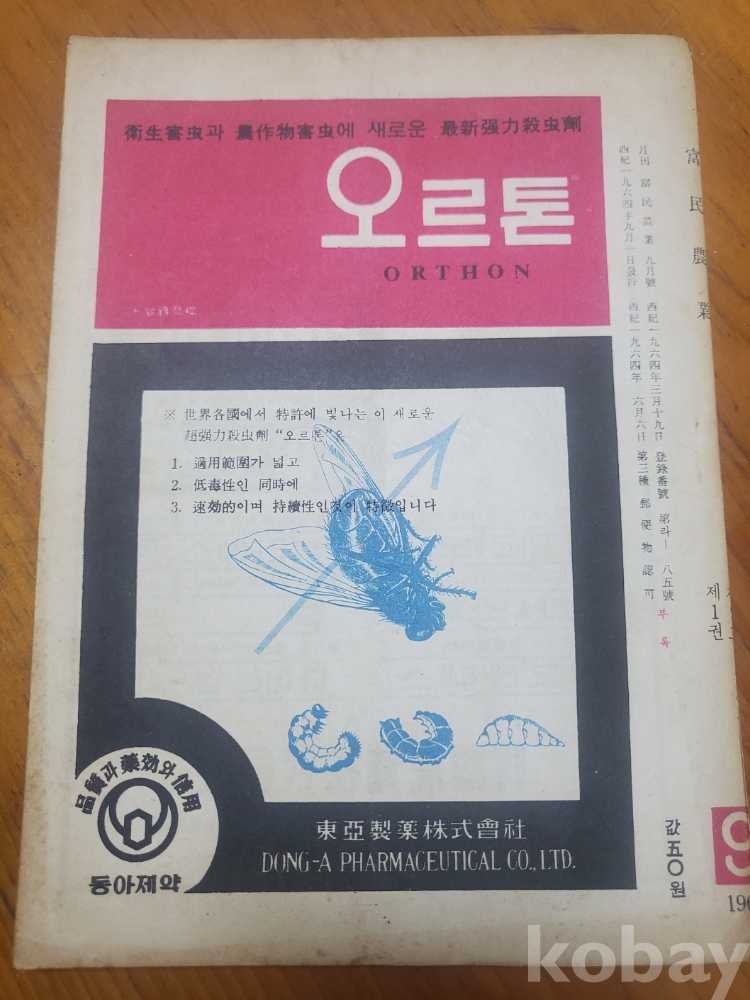 衛生害虫과 農作物害虫에 새로운 最新强力殺虫劑
오르톤
ORTHON
※ 世界各國에서 特許에 빛나는 이 새로운
超强力殺虫劑 “오르톤”은
1. 適用範圍가 넓고
2. 低毒性인 同時에
3. 速効的이며 持續性인것이 特徵입니다
品質과 藥効와 信用
동아제약
東亞製薬株式會社
DONG-A PHARMACEUTICAL CO., LTD.
月刊 富民農業 九月號 西紀一九六四年三月十九日 登錄番號 第라— 八五號
西紀一九六四年九月一日發行 西紀一九六四年 六月六日 第三種郵便物認可
부록
값 五〇원
富民農業
제1권
9
196
kobay